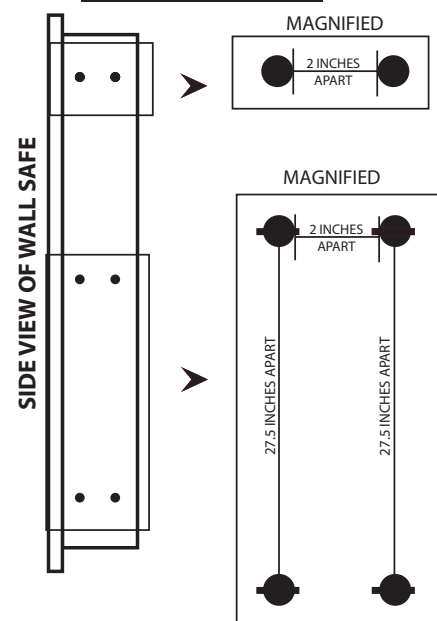 MAGNIFIED
2 INCHES
APART
SIDE VIEW OF WALL SAFE
MAGNIFIED
2 INCHES
APART
27.5 INCHES APART
27.5 INCHES APART